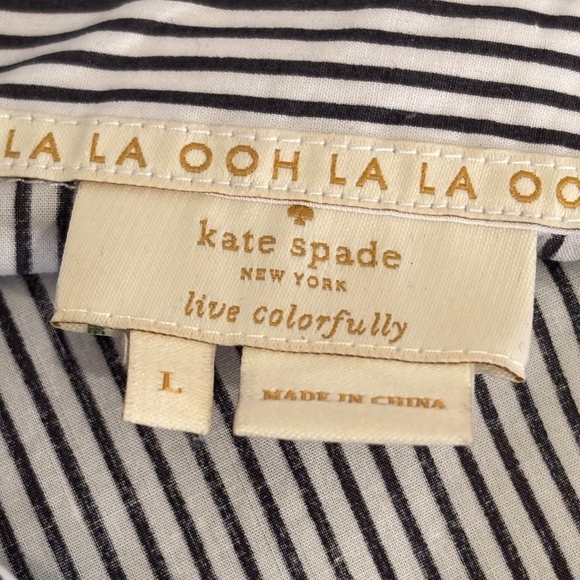 LA LA OOH LA LA OO
kate spade
NEW YORK
live colorfully
L
MADE IN CHINA